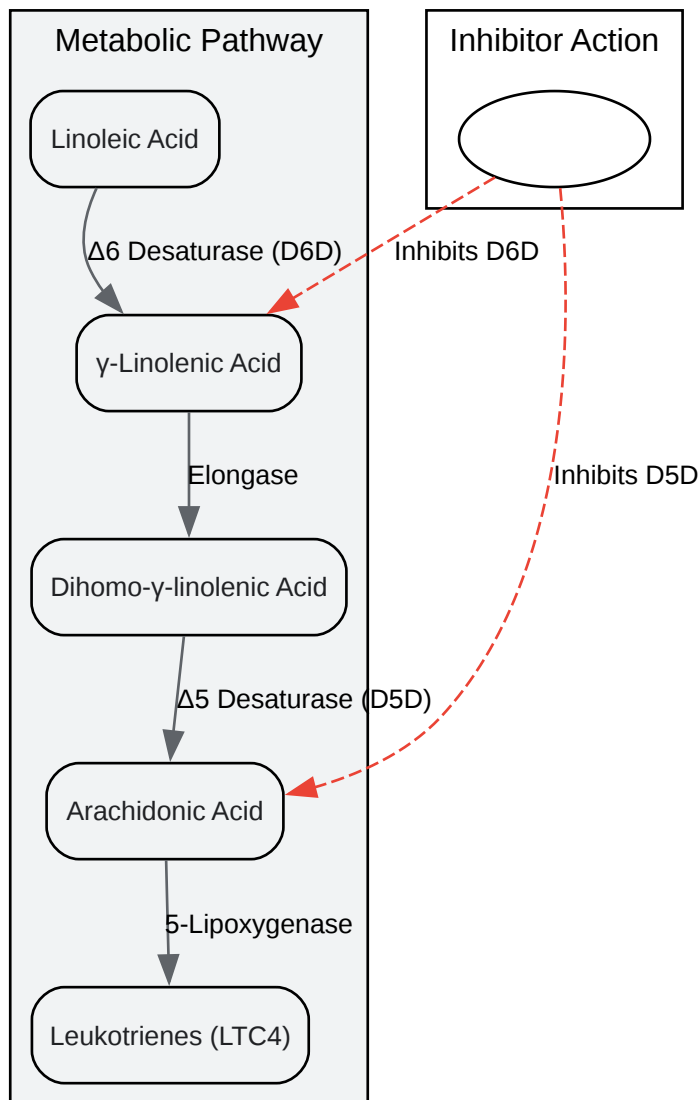 Metabolic Pathway
Inhibitor Action
Linoleic Acid
Δ6 Desaturase (D6D)
Inhibits D6D
γ-Linolenic Acid
Elongase
Inhibits D5D
Dihomo-γ-linolenic Acid
Δ5 Desaturase (D5D)
Arachidonic Acid
5-Lipoxygenase
Leukotrienes (LTC4)